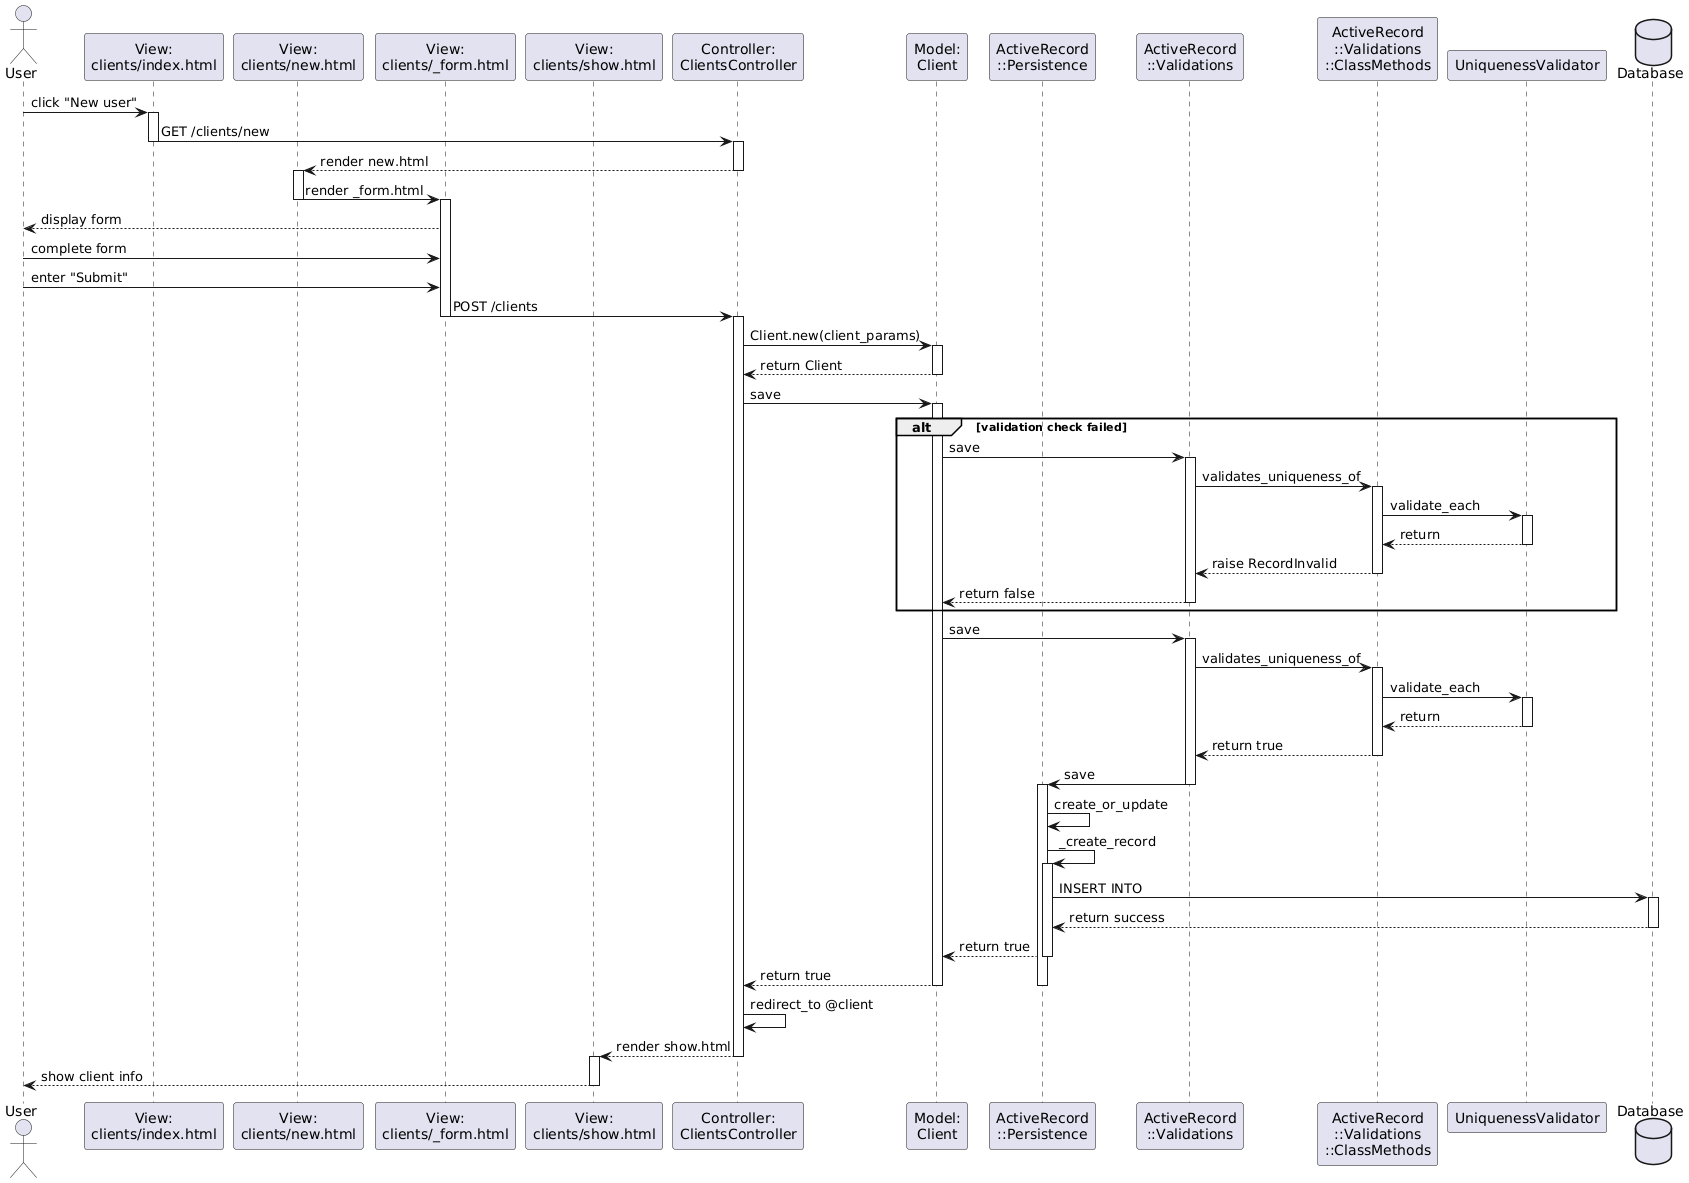 User
View:
clients/index.html
View:
clients/new.html
View:
clients/_form.html
View:
clients/show.html
Controller:
ClientsController
Model:
Client
ActiveRecord
::Persistence
ActiveRecord
::Validations
ActiveRecord
::Validations
::ClassMethods
UniquenessValidator
Database
click "New user"
GET /clients/new
render new.html
render _form.html
display form
complete form
enter "Submit"
POST /clients
Client.new(client_params)
return Client
save
alt [validation check failed]
save
validates_uniqueness_of
validate_each
return
raise RecordInvalid
return false
save
validates_uniqueness_of
validate_each
return
return true
save
create_or_update
_create_record
INSERT INTO
return success
return true
return true
redirect_to @client
render show.html
show client info
User
View:
clients/index.html
View:
clients/new.html
View:
clients/_form.html
View:
clients/show.html
Controller:
ClientsController
Model:
Client
ActiveRecord
::Persistence
ActiveRecord
::Validations
ActiveRecord
::Validations
::ClassMethods
UniquenessValidator
Database